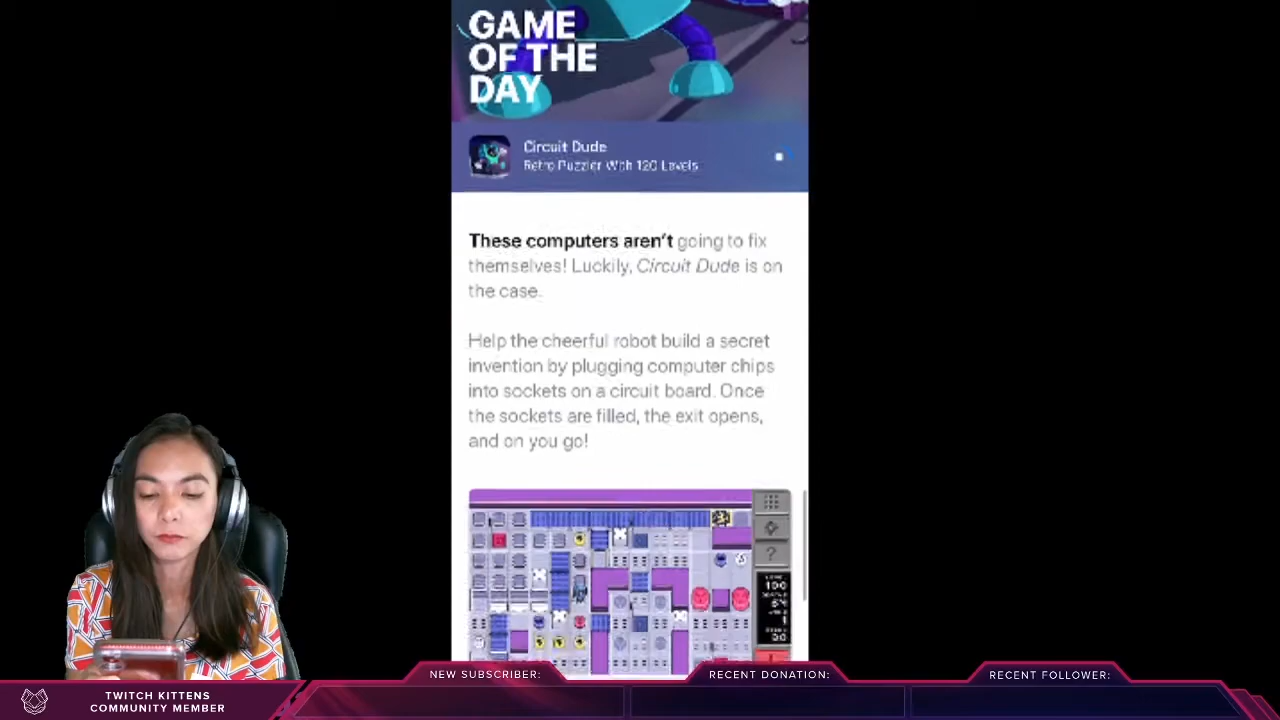 GAME
OF THE
DAY
Circuit Dude
Retro Puzzler With 120 Levels
These computers aren't going to fix
themselves! Luckily, Circuit Dude is on
the case.
Help the cheerful robot build a secret
invention by plugging computer chips
into sockets on a circuit board. Once
the sockets are filled, the exit opens,
and on you go!
?
100
NEW SUBSCRIBER:
RECENT DONATION:
RECENT FOLLOWER:
TWITCH KITTENS
COMMUNITY MEMBER